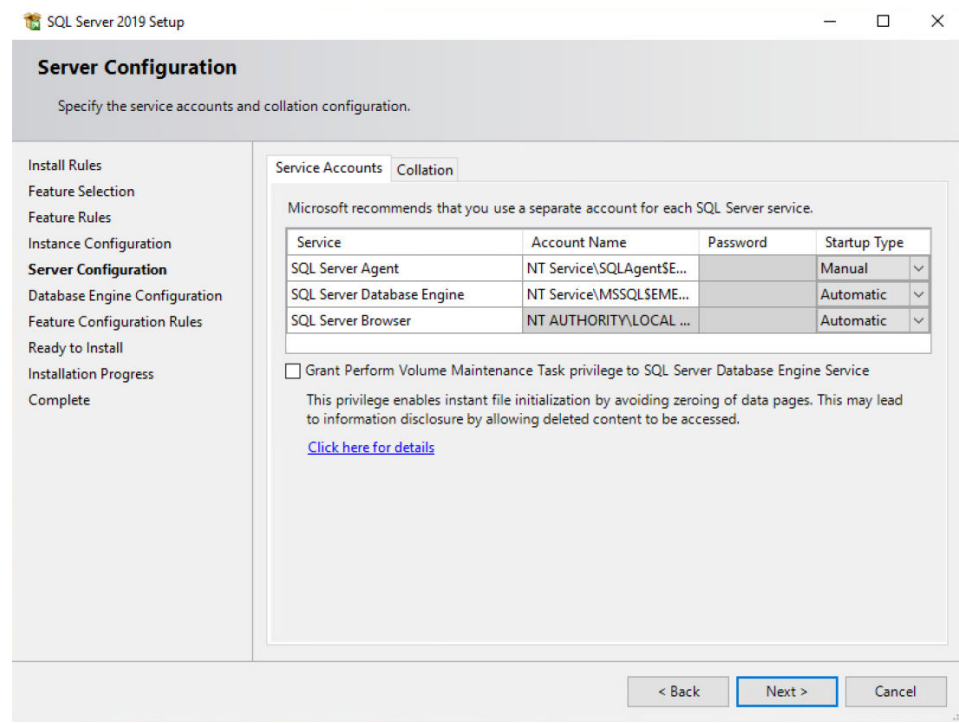 SQL Server 2019 Setup
Server Configuration
Specify the service accounts and collation configuration.
Install Rules
Feature Selection
Feature Rules
Instance Configuration
Server Configuration
Database Engine Configuration
Feature Configuration Rules
Ready to Install
Installation Progress
Complete
Service Accounts Collation
Microsoft recommends that you use a separate account for each SQL Server service.
Service Account Name Password Startup Type
SQL Server Agent NT Service\SQLAgent$E... Manual
SQL Server Database Engine NT Service\MSSQL$EME... Automatic
SQL Server Browser NT AUTHORITY\LOCAL ... Automatic
Grant Perform Volume Maintenance Task privilege to SQL Server Database Engine Service
This privilege enables instant file initialization by avoiding zeroing of data pages. This may lead
to information disclosure by allowing deleted content to be accessed.
Click here for details
< Back Next > Cancel